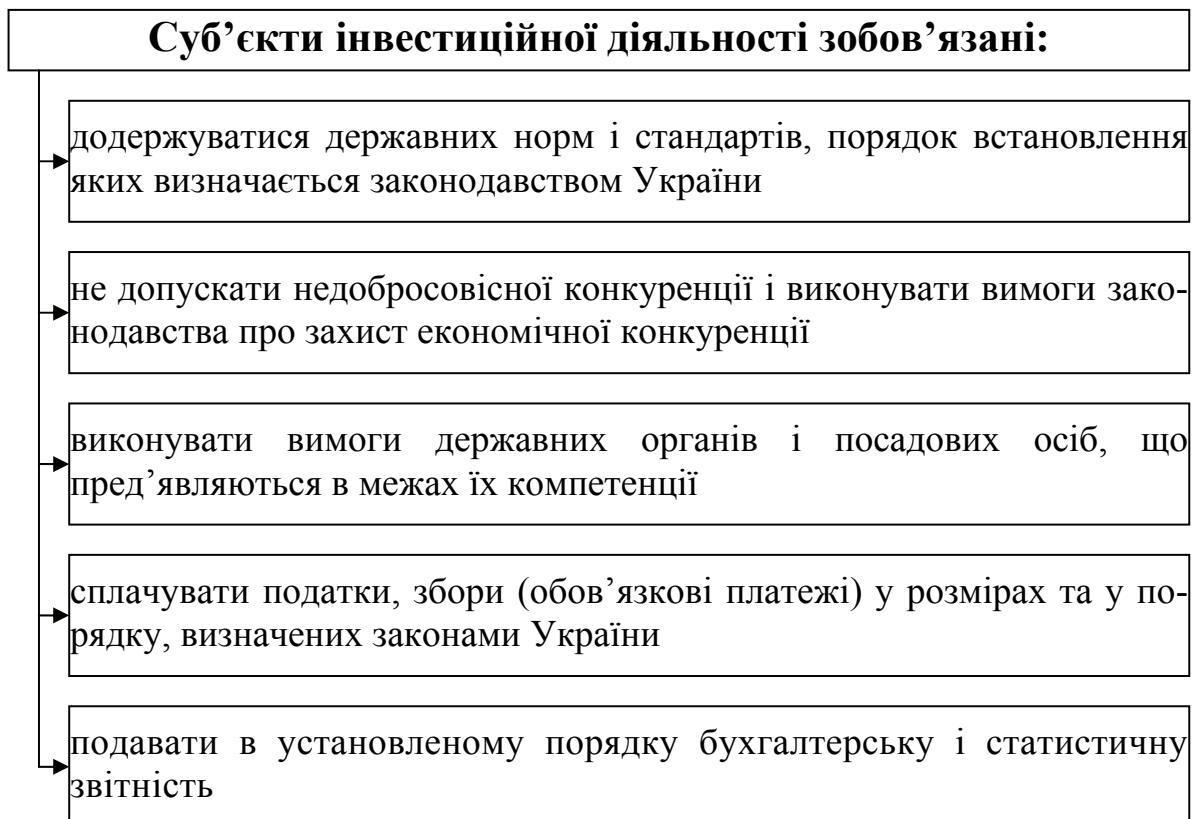 Суб’єкти інвестиційної діяльності зобов’язані:
додержуватися державних норм і стандартів, порядок встановлення
яких визначається законодавством України
не допускати недобросовісної конкуренції і виконувати вимоги зако-
нодавства про захист економічної конкуренції
виконувати вимоги державних органів і посадових осіб, що
пред’являються в межах їх компетенції
сплачувати податки, збори (обов’язкові платежі) у розмірах та у по-
рядку, визначених законами України
подавати в установленому порядку бухгалтерську і статистичну
звітність